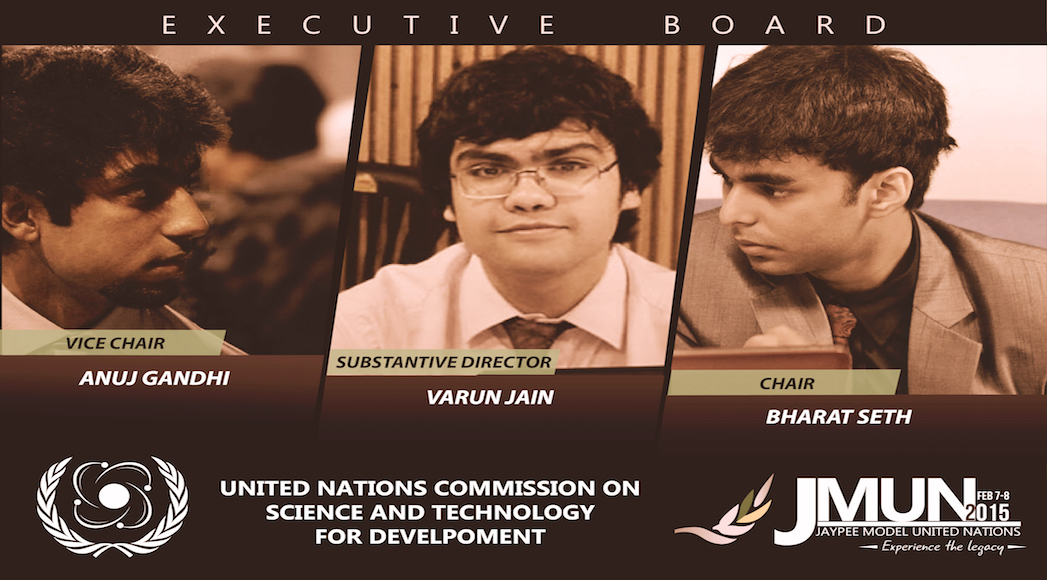 EXECUTIVE BOARD
VICE CHAIR
ANUJ GANDHI
SUBSTANTIVE DIRECTOR
VARUN JAIN
CHAIR
BHARAT SETH
UNITED NATIONS COMMISSION ON
SCIENCE AND TECHNOLOGY
FOR DEVELPOMENT
JMUN
FEB 7-8
2015
JAYPEE MODEL UNITED NATIONS
Experience the legacy